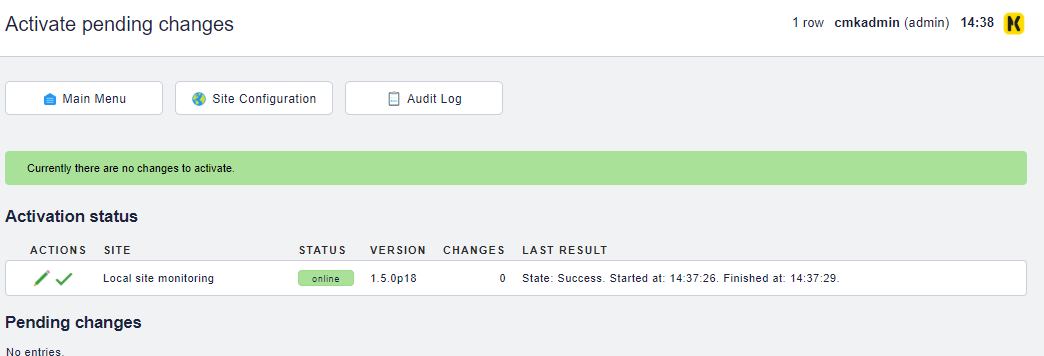 Activate pending changes
1 row cmkadmin (admin) 14:38
Main Menu Site Configuration Audit Log
Currently there are no changes to activate.
Activation status
ACTIONS SITE STATUS VERSION CHANGES LAST RESULT
Local site monitoring online 1.5.0p18 0 State: Success. Started at: 14:37:26. Finished at: 14:37:29.
Pending changes
No entries.